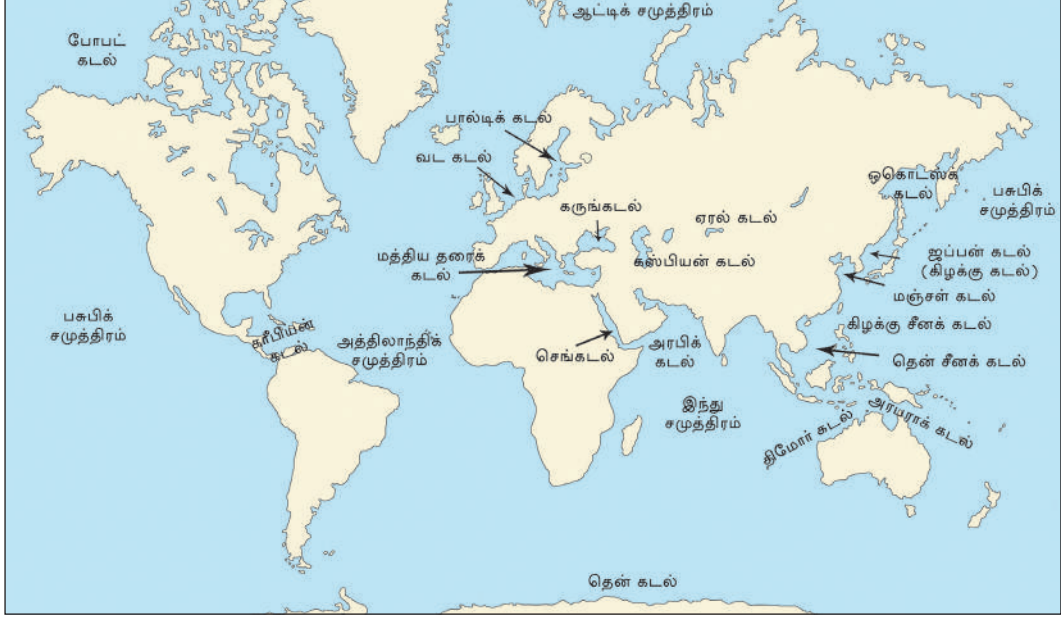 ஆட்டிக் சமுத்திரம்
போபட்
கடல்
பால்டிக் கடல்
வட கடல்
ஒகொட்ஸ்க
கடல்
பசுபிக்
சமுத்திரம்
கருங்கடல்
ஏரல் கடல்
மத்திய தரைக்
கடல்
கஸ்பியன் கடல்
ஜப்பன் கடல்
(கிழக்கு கடல்)
மஞ்சள் கடல்
பசுபிக்
சமுத்திரம்
கரீபியன்
கடல்
அத்திலாந்திக்
சமுத்திரம்
செங்கடல்
அரபிக்
கடல்
கிழக்கு சீனக் கடல்
தென் சீனக் கடல்
இந்து
சமுத்திரம்
திமோர் கடல்
அரபராக் கடல்
தென் கடல்